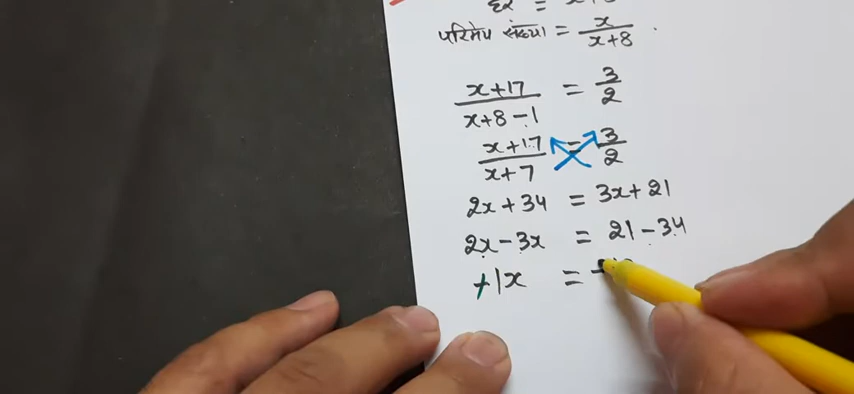 हर =
परिमेय संख्या = x/(x+8)
(x+17)/(x+8-1) = 3/2
(x+17)/(x+7) = 3/2
2x + 34 = 3x + 21
2x - 3x = 21 - 34
+1x =